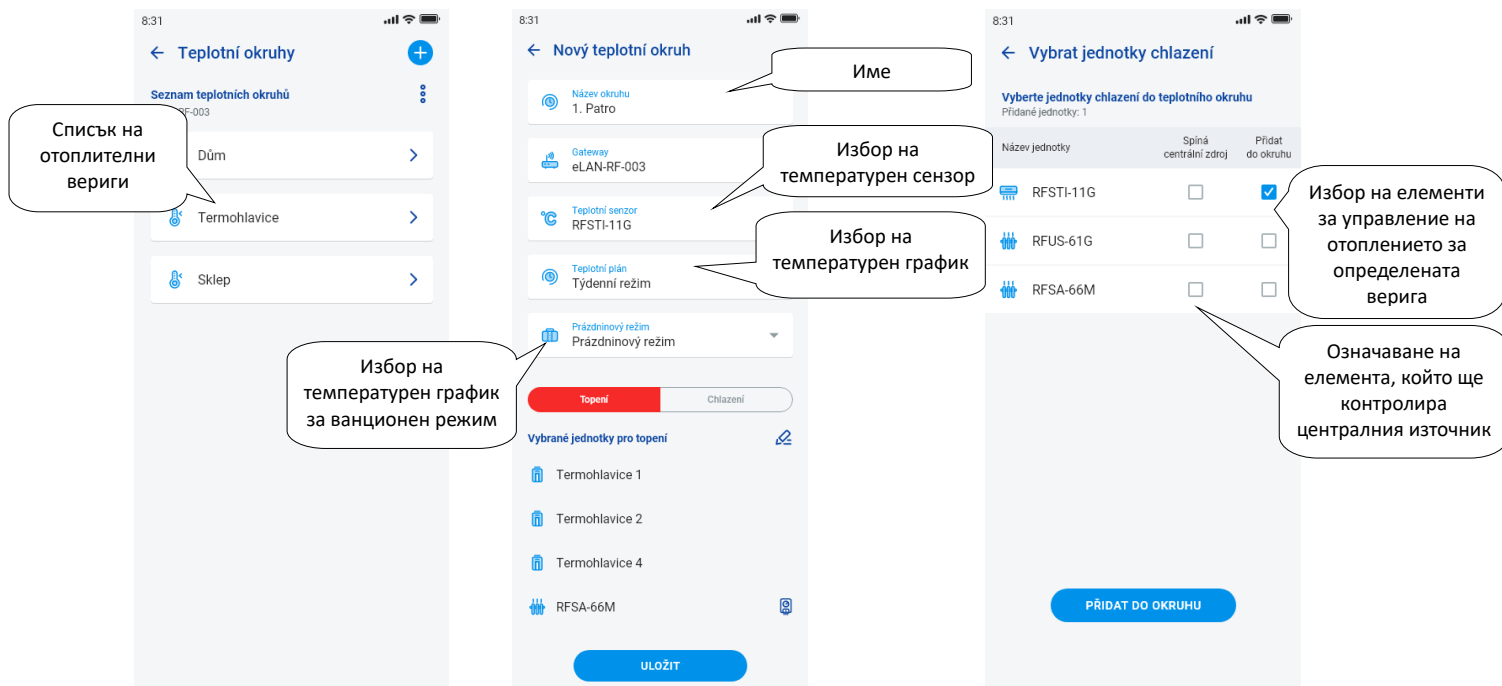 8:31
Teplotní okruhy
Seznam teplotních okruhů
RF-003
Dům
Termohlavice
Sklep
Списък на
отоплителни
вериги
8:31
Nový teplotní okruh
Název okruhu
1. Patro
Gateway
eLAN-RF-003
Teplotní senzor
RFSTI-11G
Teplotní plán
Týdenní režim
Prázdninový režim
Prázdninový režim
Topení
Chlazení
Vybrané jednotky pro topení
Termohlavice 1
Termohlavice 2
Termohlavice 4
RFSA-66M
ULOŽIT
Име
Избор на
температурен сензор
Избор на
температурен график
Избор на
температурен график
за ванционен режим
8:31
Vybrat jednotky chlazení
Vyberte jednotky chlazení do teplotního okruhu
Přidané jednotky: 1
Název jednotky
Spíná
centrální zdroj
Přidat
do okruhu
RFSTI-11G
RFUS-61G
RFSA-66M
PŘIDAT DO OKRUHU
Избор на елементи
за управление на
отоплението за
определената
верига
Означаване на
елемента, който ще
контролира
централния източник